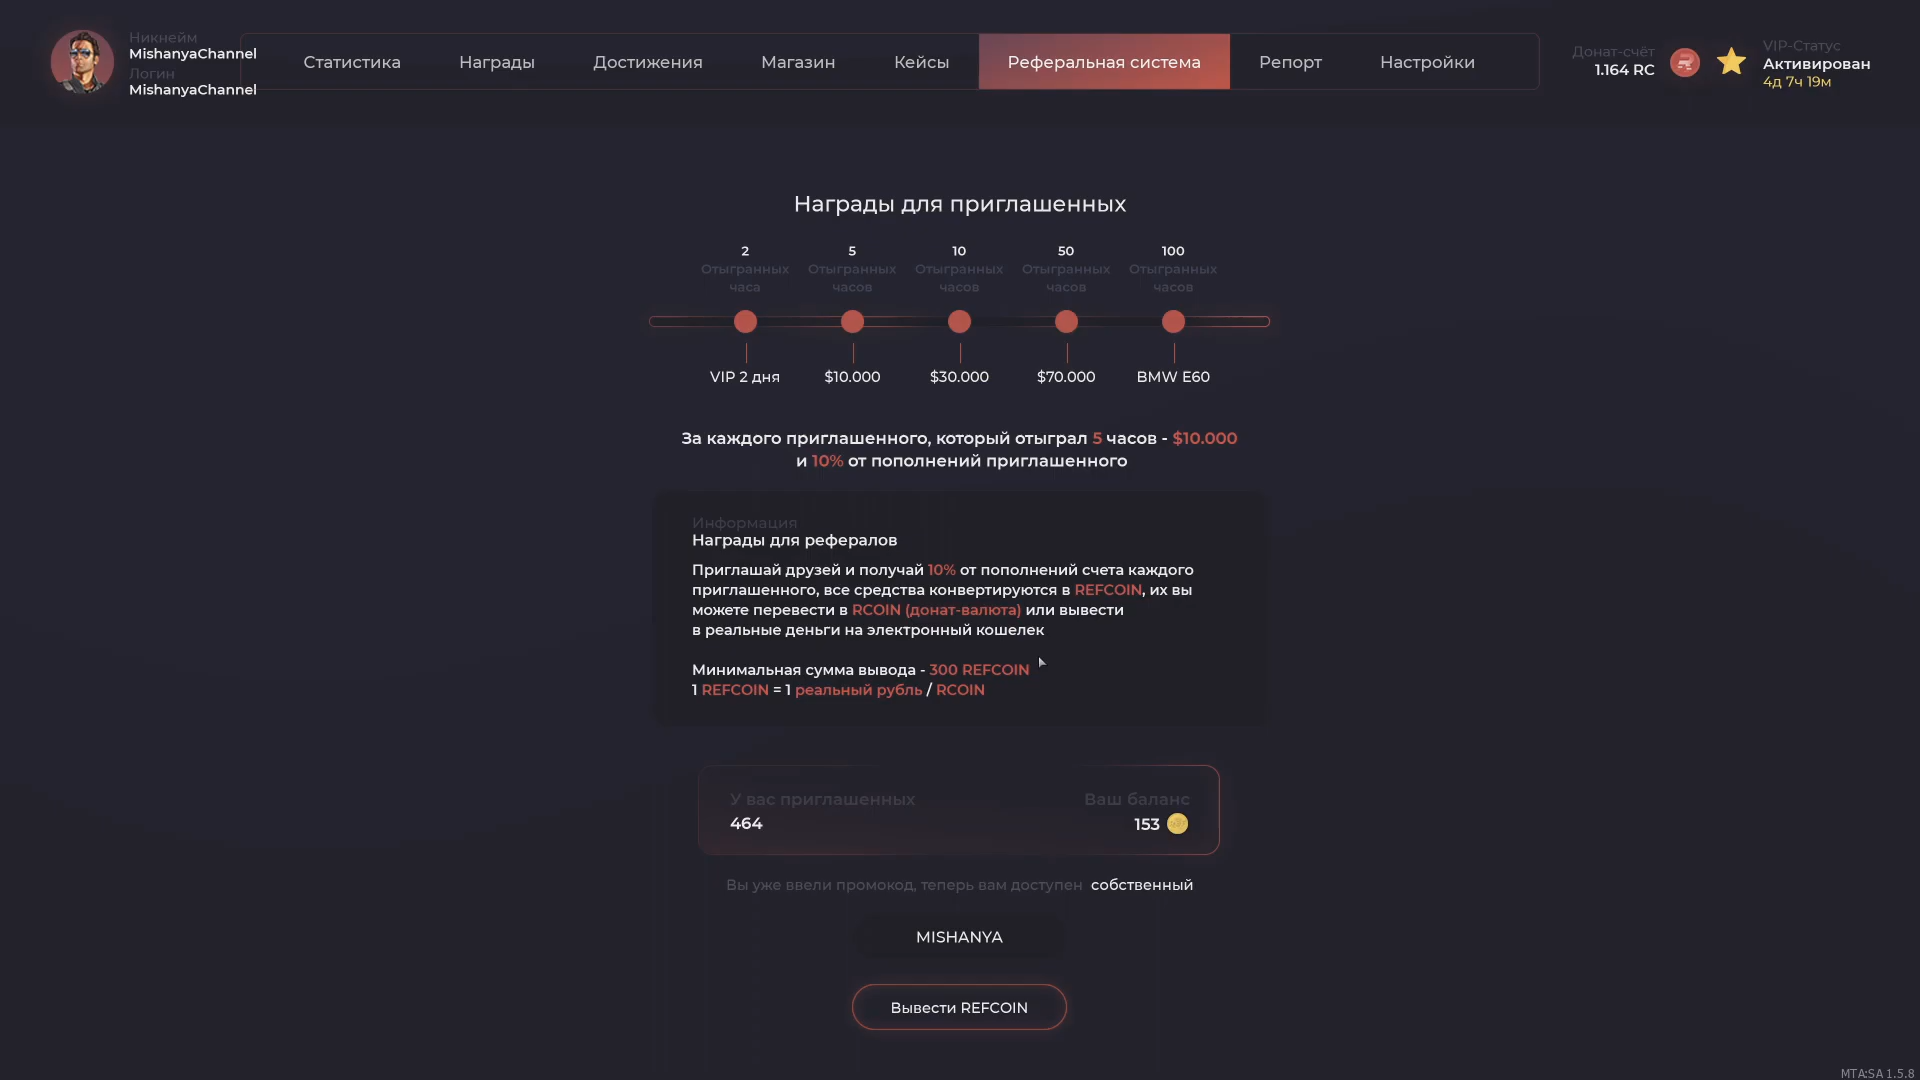 Никнейм
MishanyaChannel
Логин
MishanyaChannel
Статистика
Награды
Достижения
Магазин
Кейсы
Реферальная система
Репорт
Настройки
Донат-счёт
1.164 RC
VIP-Статус
Активирован
4д 7ч 19м
Награды для приглашенных
2
Отыгранных
часа
5
Отыгранных
часов
10
Отыгранных
часов
50
Отыгранных
часов
100
Отыгранных
часов
VIP 2 дня
$10.000
$30.000
$70.000
BMW E60
За каждого приглашенного, который отыграл 5 часов - $10.000
и 10% от пополнений приглашенного
Информация
Награды для рефералов
Приглашай друзей и получай 10% от пополнений счета каждого
приглашенного, все средства конвертируются в REFCOIN, их вы
можете перевести в RCOIN (донат-валюта) или вывести
в реальные деньги на электронный кошелек
Минимальная сумма вывода - 300 REFCOIN
1 REFCOIN = 1 реальный рубль / RCOIN
У вас приглашенных
464
Ваш баланс
153
Вы уже ввели промокод, теперь вам доступен собственный
MISHANYA
Вывести REFCOIN
MTA:SA 1.5.8